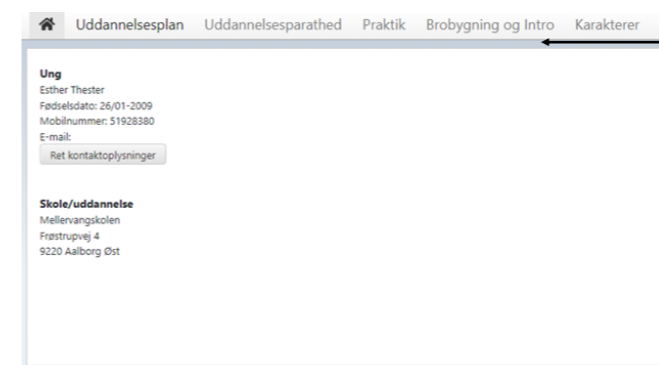 Uddannelsesplan Uddannelsesparathed Praktik Brobygning og Intro Karakterer
Ung
Esther Thester
Fødselsdato: 26/01-2009
Mobilnummer: 51928380
E-mail:
Ret kontaktoplysninger
Skole/uddannelse
Mellervangskolen
Frøstrupvej 4
9220 Aalborg Øst